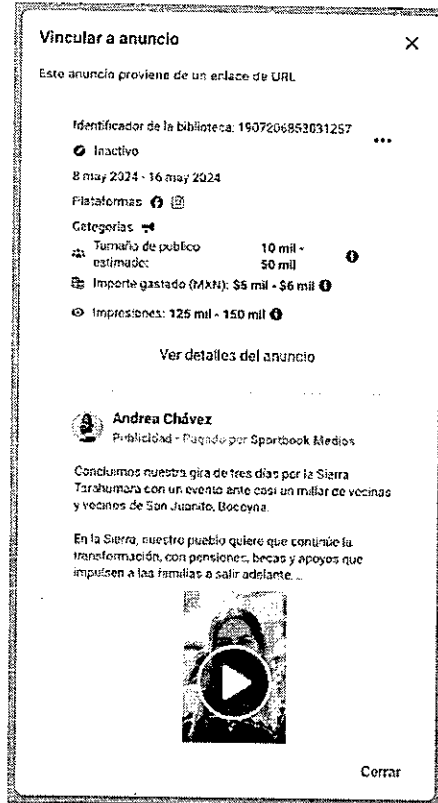 Vincular a anuncio
Este anuncio proviene de un enlace de URL
Identificador de la biblioteca: 1907206853031257
Inactivo
8 may 2024 - 16 may 2024
Plataformas
Categorías
Tamaño de público 10 mil -
estimado: 50 mil
Importe gastado (MXN): $5 mil - $6 mil
Impresiones: 125 mil - 150 mil
Ver detalles del anuncio
Andrea Chávez
Publicidad - Pagado por Sportbook Medios
Concluimos nuestra gira de tres días por la Sierra
Tarahumara con un evento ante casi un millar de vecinas
y vecinos de San Juanito, Bocoyna.
En la Sierra, nuestro pueblo quiere que continúe la
transformación, con pensiones, becas y apoyos que
impulsen a las familias a salir adelante. ...
Cerrar